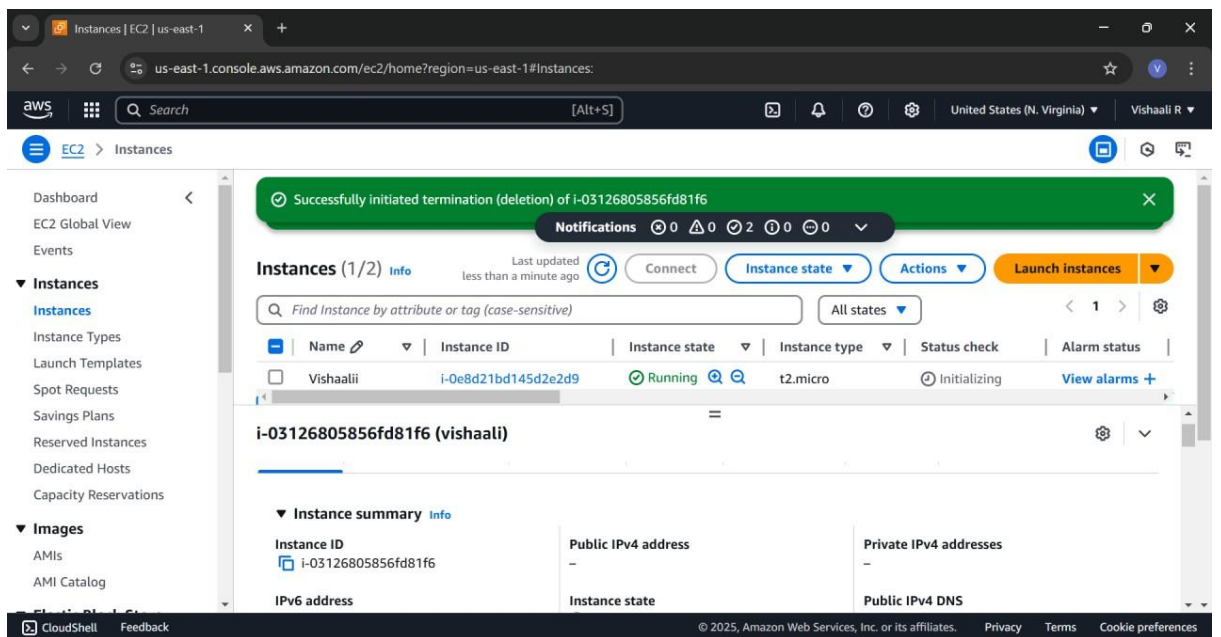 Instances | EC2 | us-east-1
us-east-1.console.aws.amazon.com/ec2/home?region=us-east-1#Instances:
V
aws Search [Alt+S] United States (N. Virginia) Vishaali R
EC2 > Instances
Dashboard
EC2 Global View
Events
Instances
Instances
Instance Types
Launch Templates
Spot Requests
Savings Plans
Reserved Instances
Dedicated Hosts
Capacity Reservations
Images
AMIs
AMI Catalog
Successfully initiated termination (deletion) of i-03126805856fd81f6
Notifications 0 0 2 0 0
Instances (1/2) Info
Last updated
less than a minute ago
Connect Instance state Actions Launch instances
Find Instance by attribute or tag (case-sensitive) All states 1
Name Instance ID Instance state Instance type Status check Alarm status
Vishaalii i-0e8d21bd145d2e2d9 Running t2.micro Initializing View alarms +
i-03126805856fd81f6 (vishaali)
Instance summary Info
Instance ID Public IPv4 address Private IPv4 addresses
i-03126805856fd81f6 – –
IPv6 address Instance state Public IPv4 DNS
CloudShell Feedback © 2025, Amazon Web Services, Inc. or its affiliates. Privacy Terms Cookie preferences